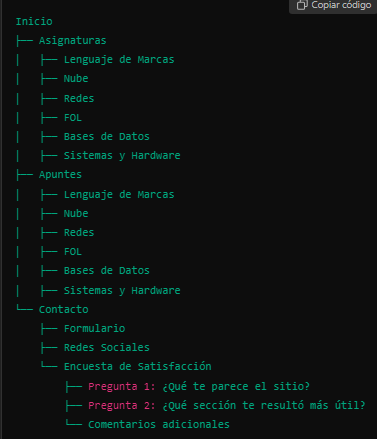 Copiar código
Inicio
├── Asignaturas
│   ├── Lenguaje de Marcas
│   ├── Nube
│   ├── Redes
│   ├── FOL
│   ├── Bases de Datos
│   ├── Sistemas y Hardware
├── Apuntes
│   ├── Lenguaje de Marcas
│   ├── Nube
│   ├── Redes
│   ├── FOL
│   ├── Bases de Datos
│   ├── Sistemas y Hardware
└── Contacto
    ├── Formulario
    ├── Redes Sociales
    └── Encuesta de Satisfacción
        ├── Pregunta 1: ¿Qué te parece el sitio?
        ├── Pregunta 2: ¿Qué sección te resultó más útil?
        └── Comentarios adicionales